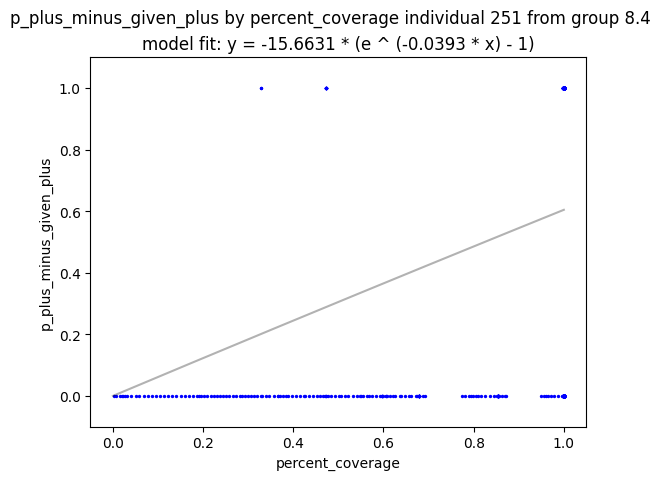 p_plus_minus_given_plus by percent_coverage individual 251 from group 8.4
model fit: y = -15.6631 * (e ^ (-0.0393 * x) - 1)
1.0
0.8
0.6
0.4
0.2
0.0
p_plus_minus_given_plus
0.0 0.2 0.4 0.6 0.8 1.0
percent_coverage